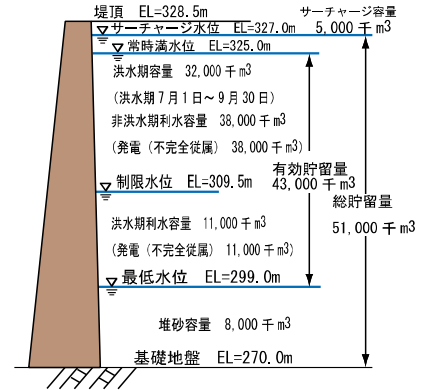 堤頂 EL=328.5m
サーチャージ容量
5,000 千m3
サーチャージ水位 EL=327.0m
常時満水位 EL=325.0m
洪水期容量 32,000 千m3
(洪水期7月1日～9月30日)
非洪水期利水容量 38,000 千m3
(発電（不完全従属） 38,000 千m3)
有効貯留量
43,000 千m3
制限水位 EL=309.5m
総貯留量
51,000 千m3
洪水期利水容量 11,000 千m3
(発電（不完全従属） 11,000 千m3)
最低水位 EL=299.0m
堆砂容量 8,000 千m3
基礎地盤 EL=270.0m